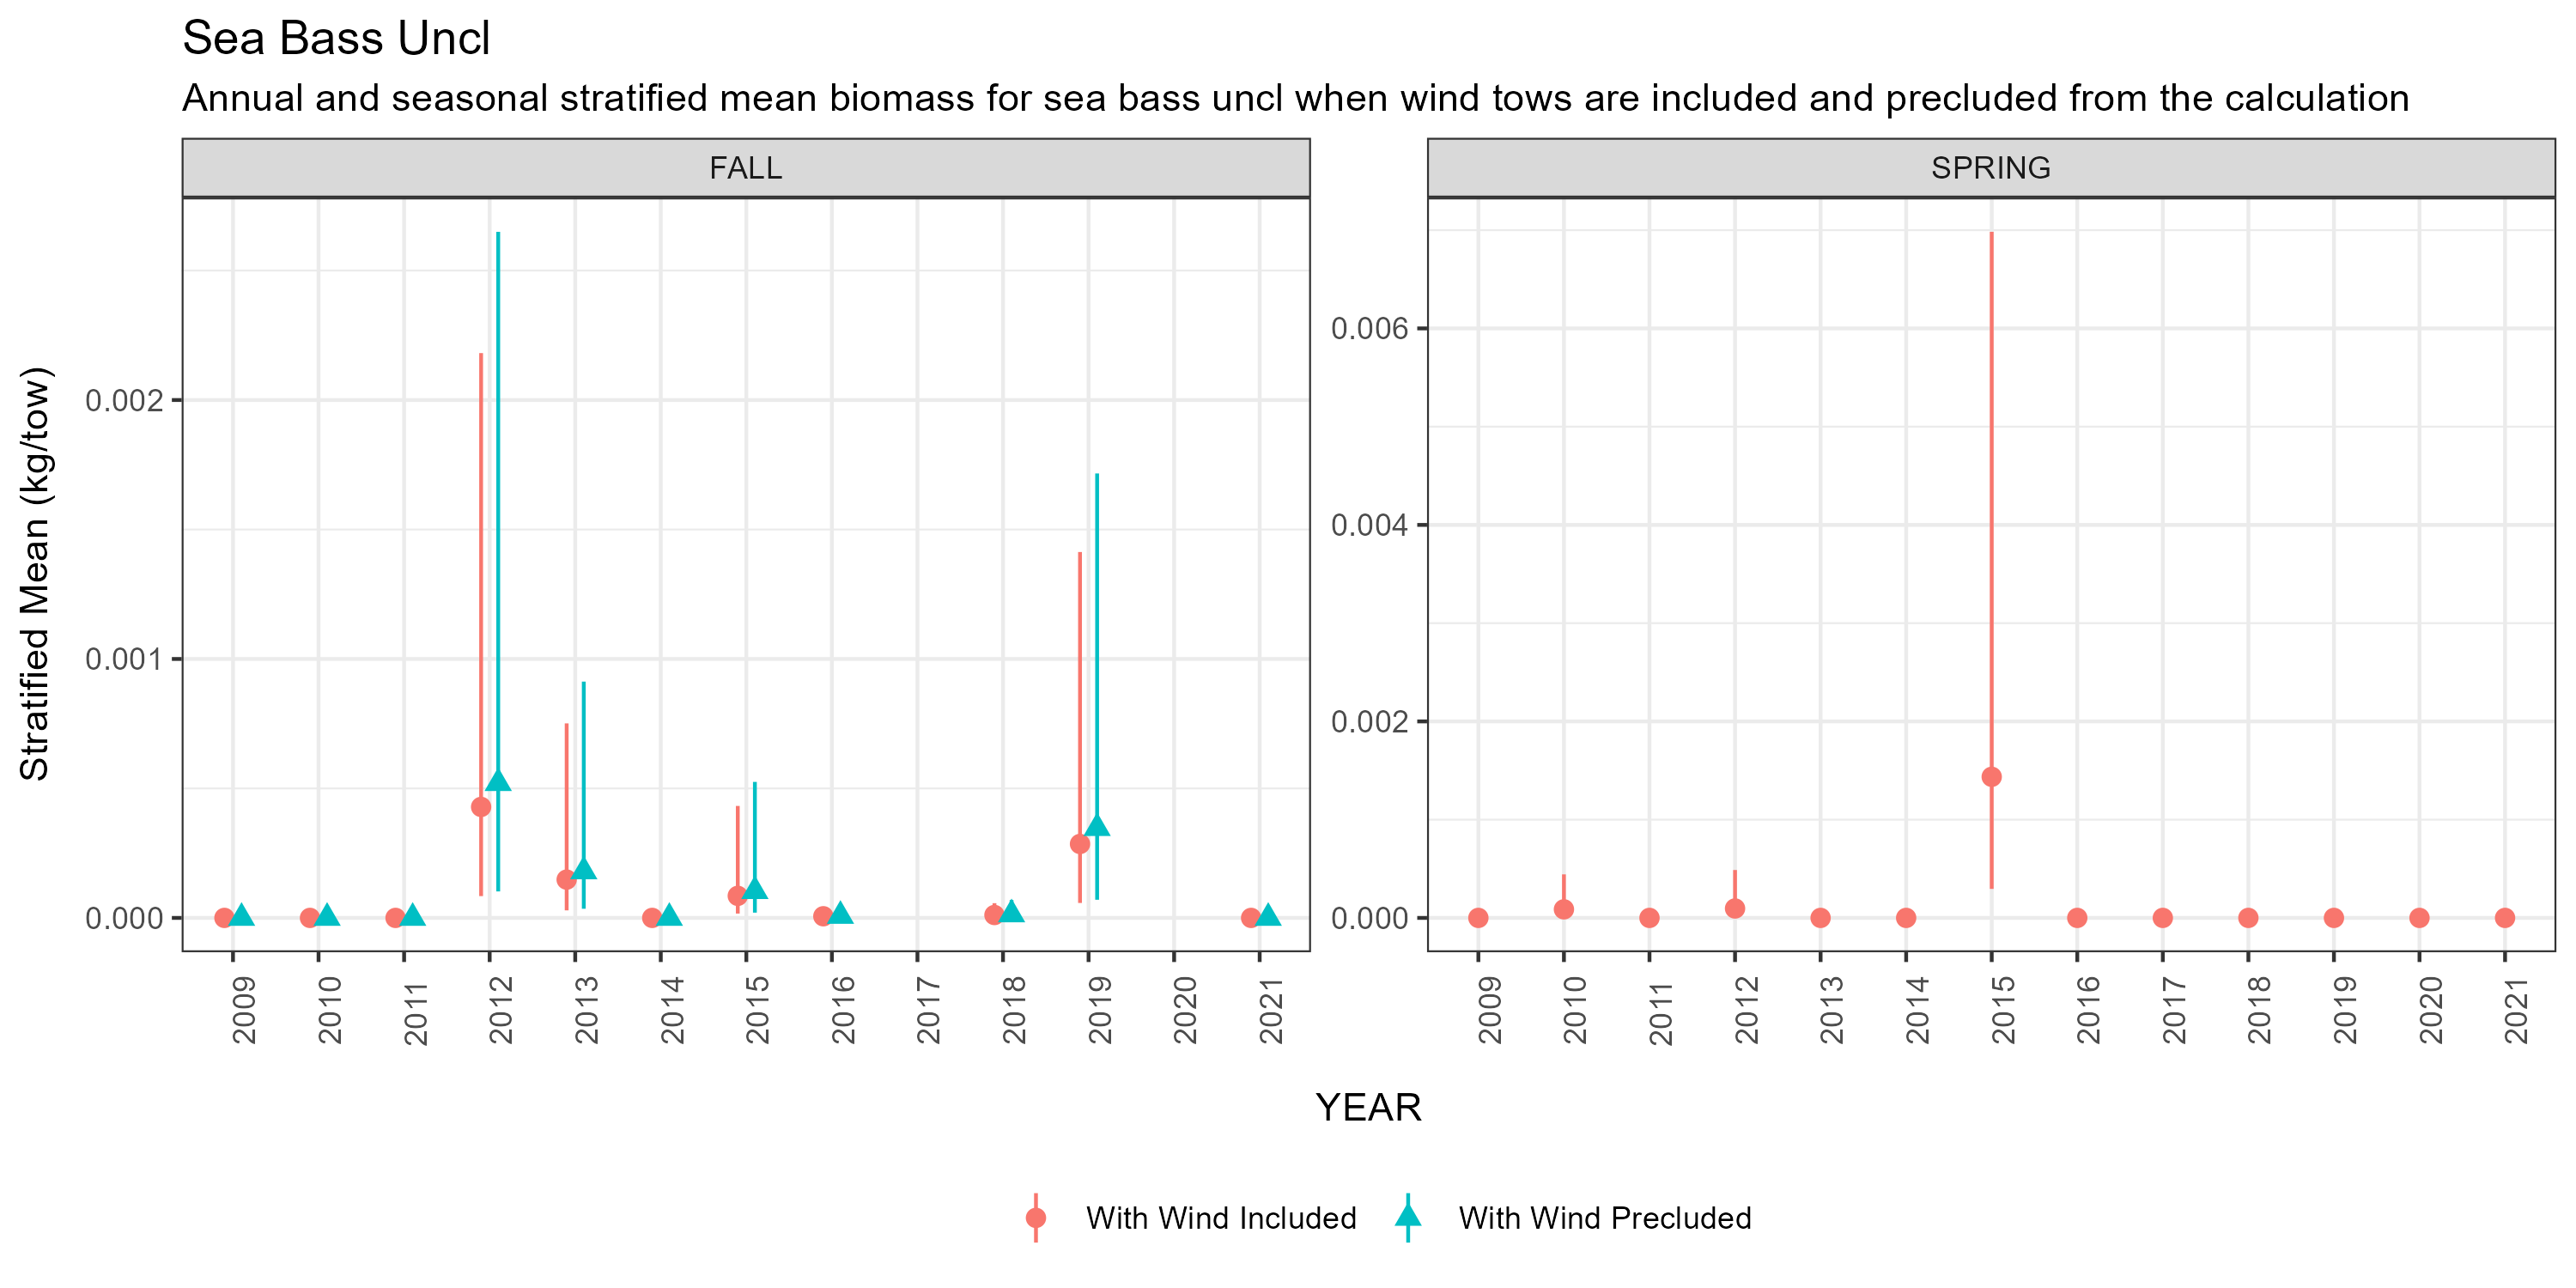 Sea Bass Uncl
Annual and seasonal stratified mean biomass for sea bass uncl when wind tows are included and precluded from the calculation
FALL
SPRING
Stratified Mean (kg/tow)
0.002
0.001
0.000
0.006
0.004
0.002
0.000
2009 2010 2011 2012 2013 2014 2015 2016 2017 2018 2019 2020 2021
2009 2010 2011 2012 2013 2014 2015 2016 2017 2018 2019 2020 2021
YEAR
With Wind Included
With Wind Precluded